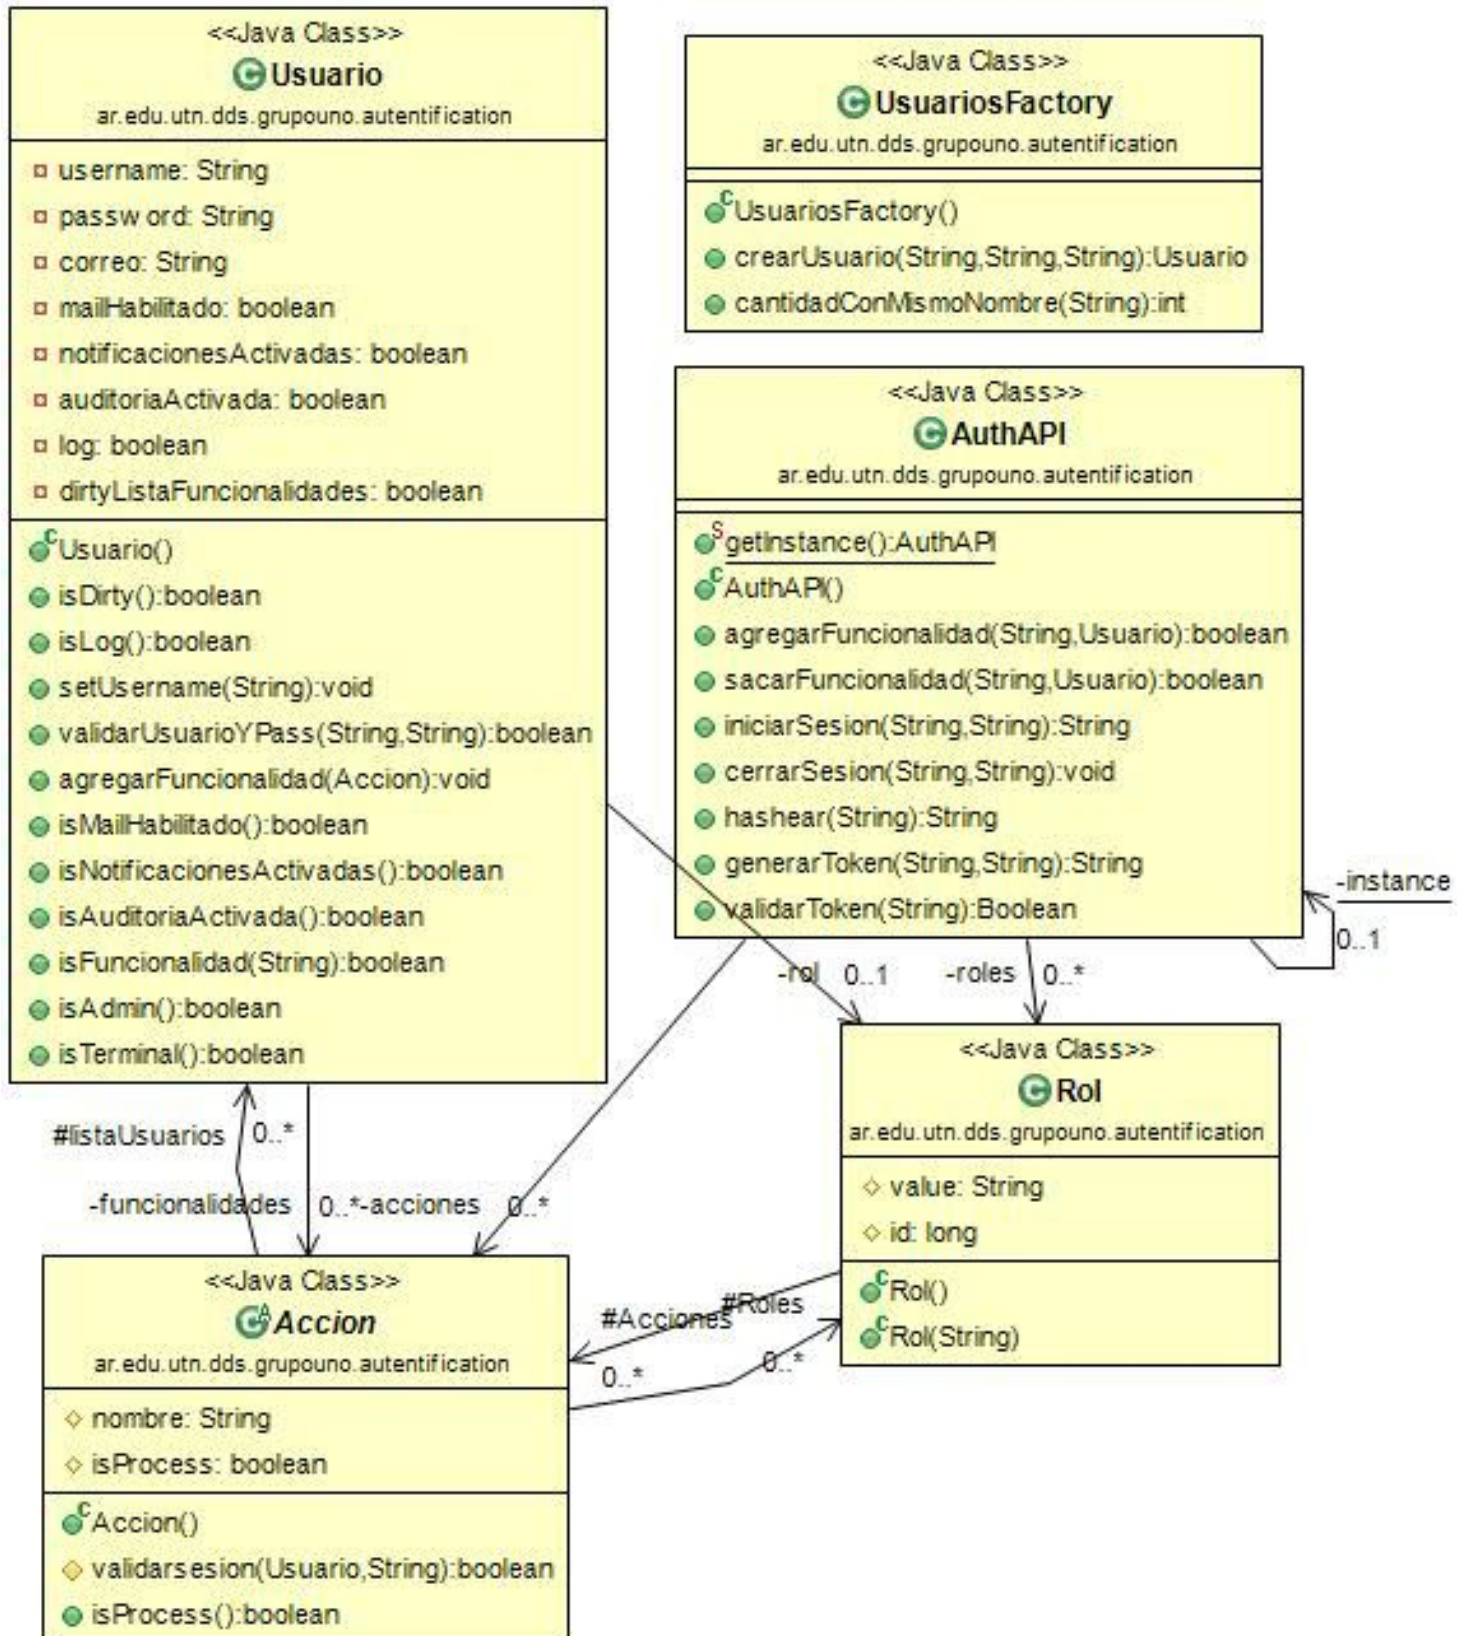 <<Java Class>>
Usuario
ar.edu.utn.dds.grupouno.autentification
username: String
password: String
correo: String
mailHabilitado: boolean
notificacionesActivadas: boolean
auditoriaActivada: boolean
log: boolean
dirtyListaFuncionalidades: boolean
Usuario()
isDirty():boolean
isLog():boolean
setUsername(String):void
validarUsuarioYPass(String,String):boolean
agregarFuncionalidad(Accion):void
isMailHabilitado():boolean
isNotificacionesActivadas():boolean
isAuditoriaActivada():boolean
isFuncionalidad(String):boolean
isAdmin():boolean
isTerminal():boolean
<<Java Class>>
UsuariosFactory
ar.edu.utn.dds.grupouno.autentification
UsuariosFactory()
crearUsuario(String,String,String):Usuario
cantidadConMismoNombre(String):int
<<Java Class>>
AuthAPI
ar.edu.utn.dds.grupouno.autentification
getInstance():AuthAPI
AuthAPI()
agregarFuncionalidad(String,Usuario):boolean
sacarFuncionalidad(String,Usuario):boolean
iniciarSesion(String,String):String
cerrarSesion(String,String):void
hashear(String):String
generarToken(String,String):String
validarToken(String):Boolean
-instance
0..1
-rol 0..1
-roles 0..*
#listaUsuarios 0..*
-funcionalidades 0..*
-acciones 0..*
<<Java Class>>
Rol
ar.edu.utn.dds.grupouno.autentification
value: String
id: long
Rol()
Rol(String)
#Roles
0..*
#Acciones
0..*
<<Java Class>>
Accion
ar.edu.utn.dds.grupouno.autentification
nombre: String
isProcess: boolean
Accion()
validarsesion(Usuario,String):boolean
isProcess():boolean